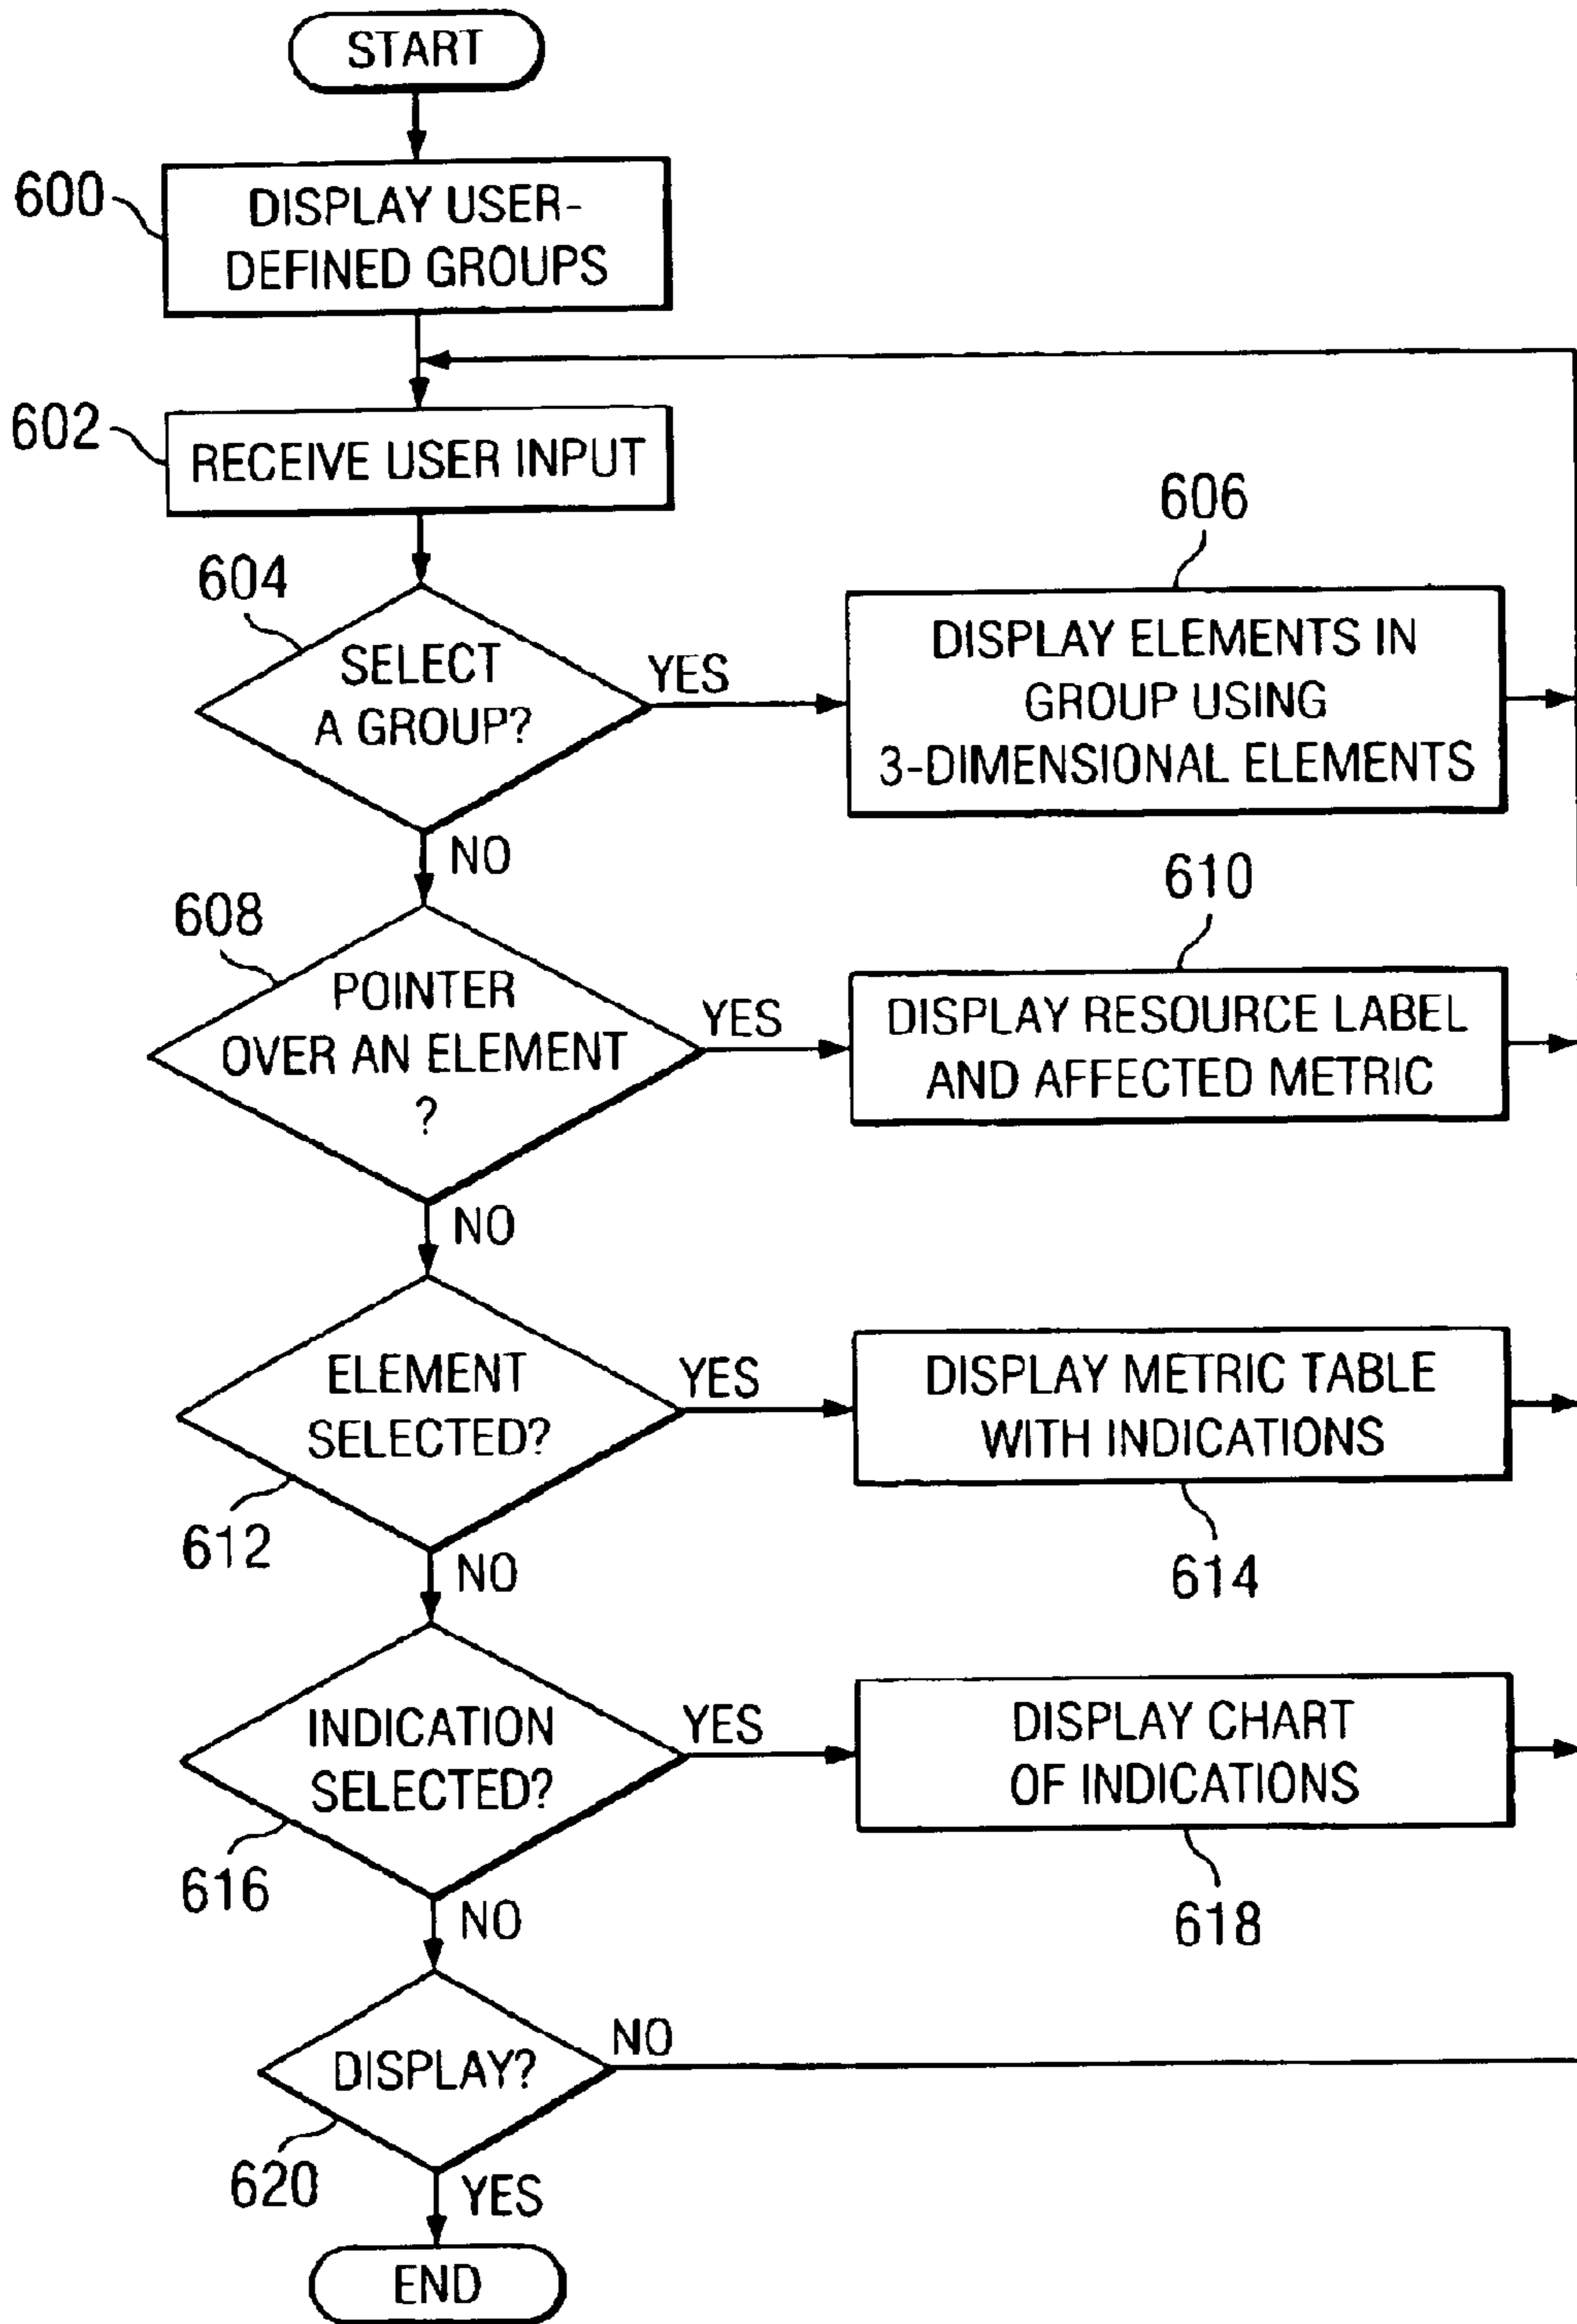 START
600
DISPLAY USER-
DEFINED GROUPS
602
RECEIVE USER INPUT
604
SELECT
A GROUP?
YES
606
DISPLAY ELEMENTS IN
GROUP USING
3-DIMENSIONAL ELEMENTS
NO
608
POINTER
OVER AN ELEMENT
?
YES
610
DISPLAY RESOURCE LABEL
AND AFFECTED METRIC
NO
ELEMENT
SELECTED?
612
YES
DISPLAY METRIC TABLE
WITH INDICATIONS
614
NO
INDICATION
SELECTED?
616
YES
DISPLAY CHART
OF INDICATIONS
618
NO
DISPLAY?
NO
620
YES
END